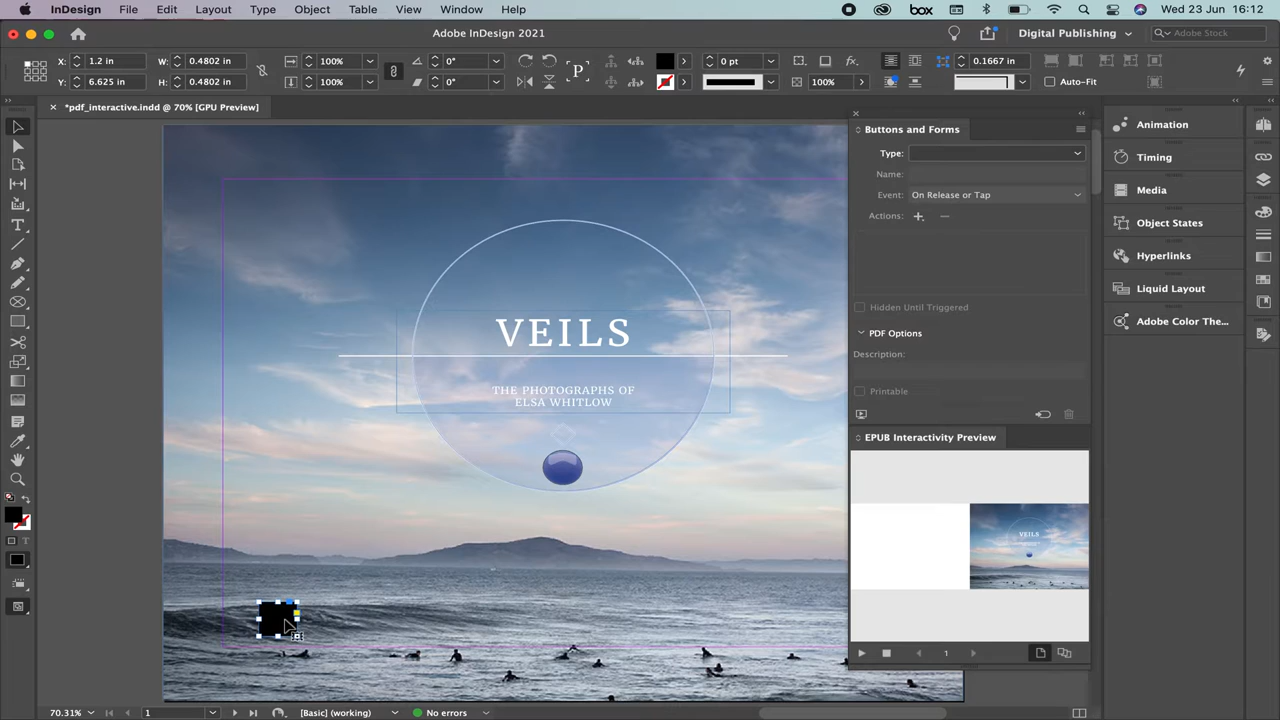 InDesign File Edit Layout Type Object Table View Window Help box Wed 23 Jun 16:12
Adobe InDesign 2021 Digital Publishing Adobe Stock
X: 1.2 in W: 0.4802 in 100% 0° P 0 pt fx. 0.1667 in
Y: 6.625 in H: 0.4802 in 100% 0° 100% Auto-Fit
*pdf_interactive.indd @ 70% [GPU Preview]
Buttons and Forms
Type:
Name:
Event: On Release or Tap
Actions:
Hidden Until Triggered
PDF Options
Description:
Printable
EPUB Interactivity Preview
VEILS
1
Animation
Timing
Media
Object States
Hyperlinks
Liquid Layout
Adobe Color The...
VEILS
THE PHOTOGRAPHS OF
ELSA WHITLOW
T
T
70.31% 1 [Basic] (working) No errors